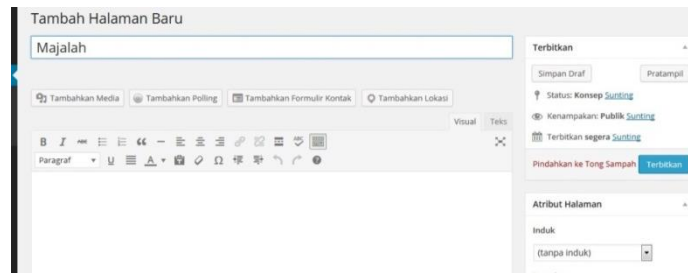 Tambah Halaman Baru
Majalah
Tambahkan Media Tambahkan Polling Tambahkan Formulir Kontak Tambahkan Lokasi
Visual Teks
B I ABC
Paragraf U A
Terbitkan
Simpan Draf Pratampil
Status: Konsep Sunting
Kenampakan: Publik Sunting
Terbitkan segera Sunting
Pindahkan ke Tong Sampah Terbitkan
Atribut Halaman
Induk
(tanpa induk)